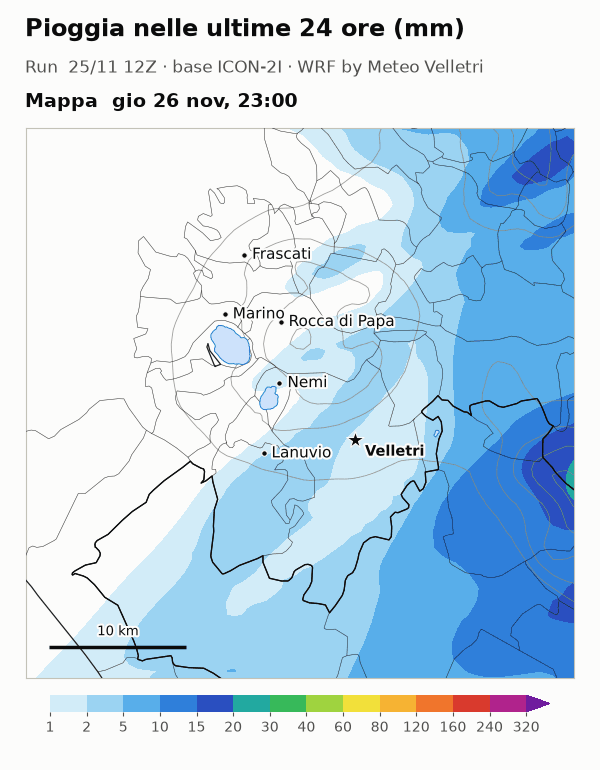 Pioggia nelle ultime 24 ore (mm)
Run  25/11 12Z · base ICON-2I · WRF by Meteo Velletri
Mappa  gio 26 nov, 23:00
Frascati
Marino
Rocca di Papa
Nemi
Velletri
Lanuvio
10 km
1 2 5 10 15 20 30 40 60 80 120 160 240 320